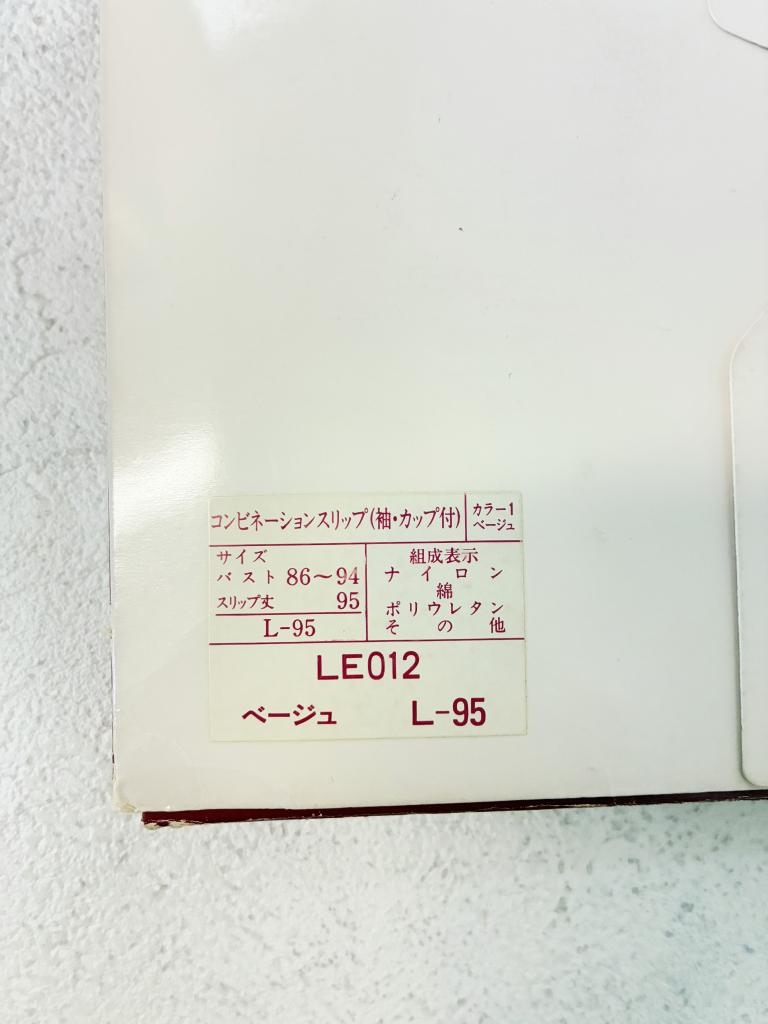 コンビネーションスリップ(袖・カップ付)
カラー1
ベージュ
サイズ
バスト 86〜94
スリップ丈 95
L-95
組成表示
ナイロン
綿
ポリウレタン
その他
LE012
ベージュ L-95